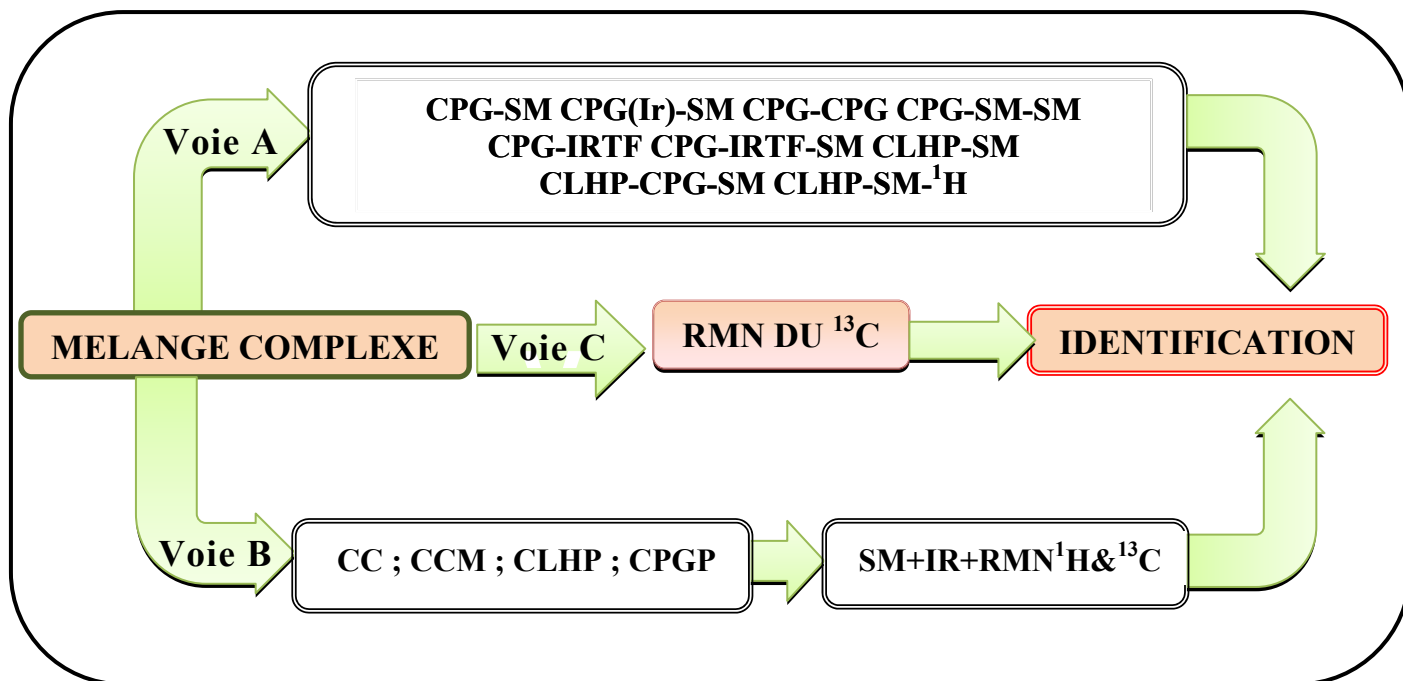 CPG-SM CPG(Ir)-SM CPG-CPG CPG-SM-SM
CPG-IRTF CPG-IRTF-SM CLHP-SM
CLHP-CPG-SM CLHP-SM-¹H
Voie A
MELANGE COMPLEXE
Voie C
RMN DU ¹³C
IDENTIFICATION
Voie B
CC ; CCM ; CLHP ; CPGP
SM+IR+RMN¹H&¹³C